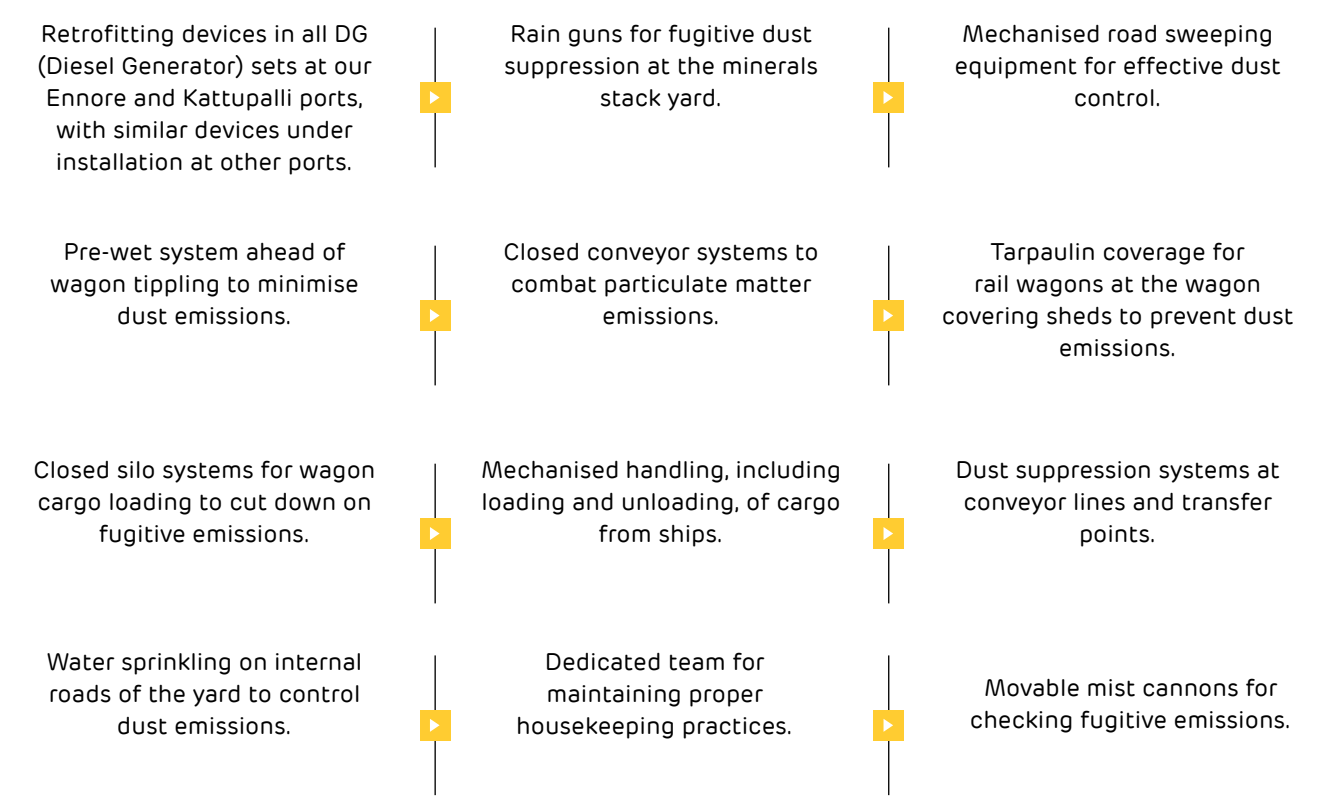 Retrofitting devices in all DG
(Diesel Generator) sets at our
Ennore and Kattupalli ports,
with similar devices under
installation at other ports.
Rain guns for fugitive dust
suppression at the minerals
stack yard.
Mechanised road sweeping
equipment for effective dust
control.
Pre-wet system ahead of
wagon tippling to minimise
dust emissions.
Closed conveyor systems to
combat particulate matter
emissions.
Tarpaulin coverage for
rail wagons at the wagon
covering sheds to prevent dust
emissions.
Closed silo systems for wagon
cargo loading to cut down on
fugitive emissions.
Mechanised handling, including
loading and unloading, of cargo
from ships.
Dust suppression systems at
conveyor lines and transfer
points.
Water sprinkling on internal
roads of the yard to control
dust emissions.
Dedicated team for
maintaining proper
housekeeping practices.
Movable mist cannons for
checking fugitive emissions.